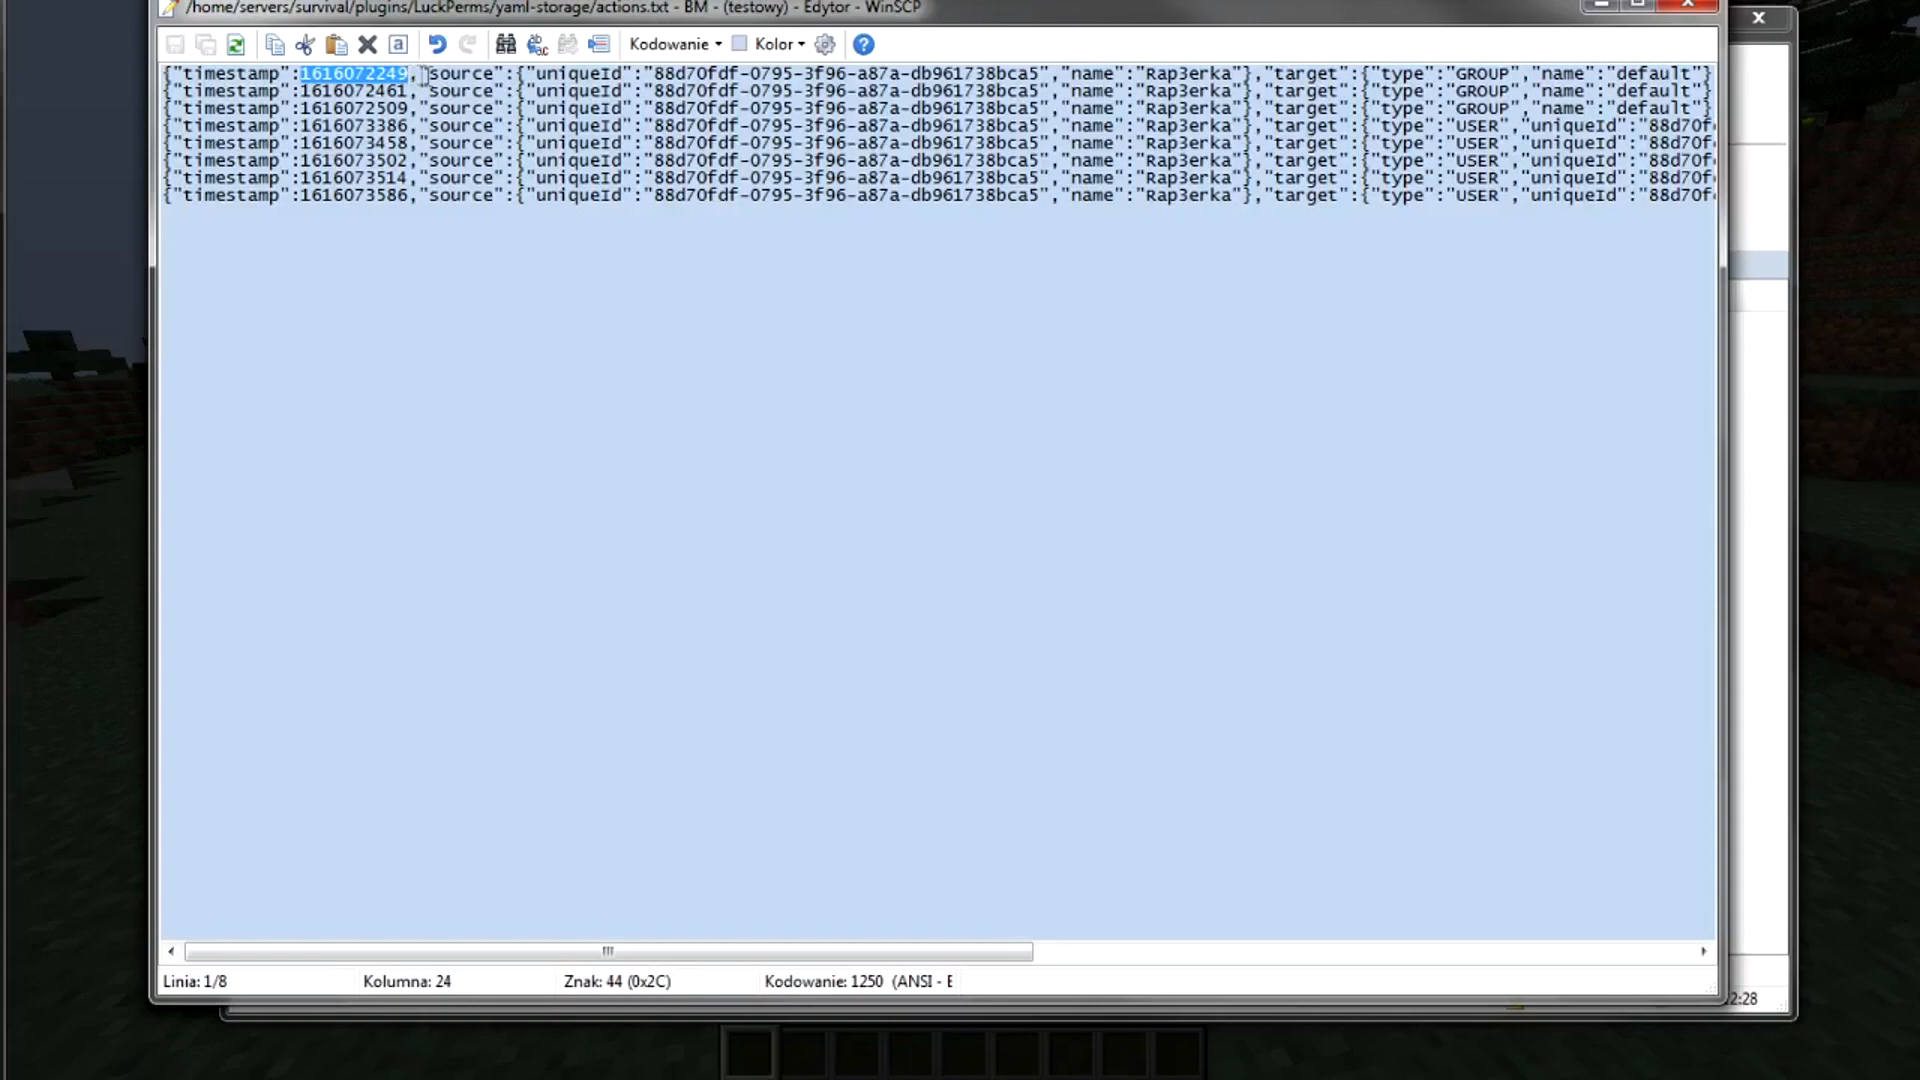 /home/servers/survival/plugins/LuckPerms/yaml-storage/actions.txt - BM - (testowy) - Edytor - WinSCP
Kodowanie Kolor
{"timestamp":1616072249,"source":{"uniqueId":"88d70fdf-0795-3f96-a87a-db961738bca5","name":"Rap3erka"},"target":{"type":"GROUP","name":"default"}
{"timestamp":1616072461,"source":{"uniqueId":"88d70fdf-0795-3f96-a87a-db961738bca5","name":"Rap3erka"},"target":{"type":"GROUP","name":"default"}
{"timestamp":1616072509,"source":{"uniqueId":"88d70fdf-0795-3f96-a87a-db961738bca5","name":"Rap3erka"},"target":{"type":"GROUP","name":"default"}
{"timestamp":1616073386,"source":{"uniqueId":"88d70fdf-0795-3f96-a87a-db961738bca5","name":"Rap3erka"},"target":{"type":"USER","uniqueId":"88d70f
{"timestamp":1616073458,"source":{"uniqueId":"88d70fdf-0795-3f96-a87a-db961738bca5","name":"Rap3erka"},"target":{"type":"USER","uniqueId":"88d70f
{"timestamp":1616073502,"source":{"uniqueId":"88d70fdf-0795-3f96-a87a-db961738bca5","name":"Rap3erka"},"target":{"type":"USER","uniqueId":"88d70f
{"timestamp":1616073514,"source":{"uniqueId":"88d70fdf-0795-3f96-a87a-db961738bca5","name":"Rap3erka"},"target":{"type":"USER","uniqueId":"88d70f
{"timestamp":1616073586,"source":{"uniqueId":"88d70fdf-0795-3f96-a87a-db961738bca5","name":"Rap3erka"},"target":{"type":"USER","uniqueId":"88d70f
Linia: 1/8 Kolumna: 24 Znak: 44 (0x2C) Kodowanie: 1250 (ANSI - E
2:28